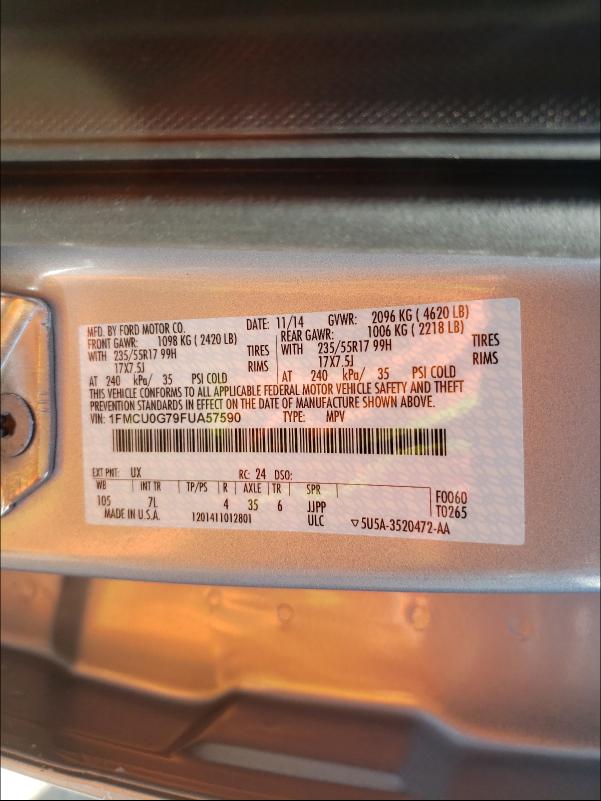 MFD. BY FORD MOTOR CO. DATE: 11/14 GVWR: 2096 KG ( 4620 LB)
FRONT GAWR: 1098 KG ( 2420 LB) REAR GAWR: 1006 KG ( 2218 LB)
WITH 235/55R17 99H TIRES WITH 235/55R17 99H TIRES
17X7.5J RIMS 17X7.5J RIMS
AT 240 kPa/ 35 PSI COLD AT 240 kPa/ 35 PSI COLD
THIS VEHICLE CONFORMS TO ALL APPLICABLE FEDERAL MOTOR VEHICLE SAFETY AND THEFT
PREVENTION STANDARDS IN EFFECT ON THE DATE OF MANUFACTURE SHOWN ABOVE.
VIN: 1FMCU0G79FUA57590 TYPE: MPV
EXT PNT: UX RC: 24 DSO:
WB INT TR TP/PS R AXLE TR SPR F0060
105 7L 4 35 6 JJPP T0265
MADE IN U.S.A. 1201411012801 ULC ▽5U5A-3520472-AA